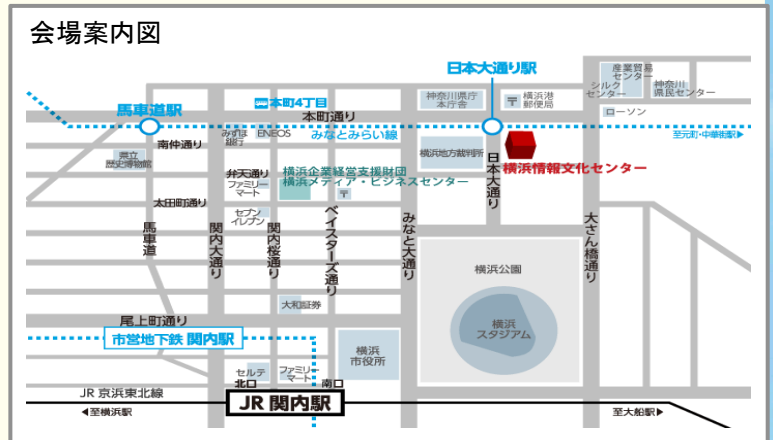 会場案内図
日本大通り駅
産業貿易
センター
シルク
センター
神奈川
県民センター
神奈川県庁
本庁舎
〒
横浜港
郵便局
ローソン
馬車道駅
本町4丁目
本町通り
みずほ
銀行
ENEOS
みなとみらい線
至元町・中華街駅▶
南仲通り
県立
歴史博物館
横浜地方裁判所
日本大通り
横浜情報文化センター
弁天通り
ファミリー
マート
横浜企業経営支援財団
横浜メディア・ビジネスセンター
〒
太田町通り
セブン
イレブン
馬車道
関内大通り
関内桜通り
ベイスターズ通り
みなと大通り
大さん橋通り
横浜公園
横浜
スタジアム
大和証券
尾上町通り
市営地下鉄 関内駅
横浜
市役所
セルテ
ファミリー
マート
北口
南口
JR 京浜東北線
JR 関内駅
◀至横浜駅
至大船駅▶